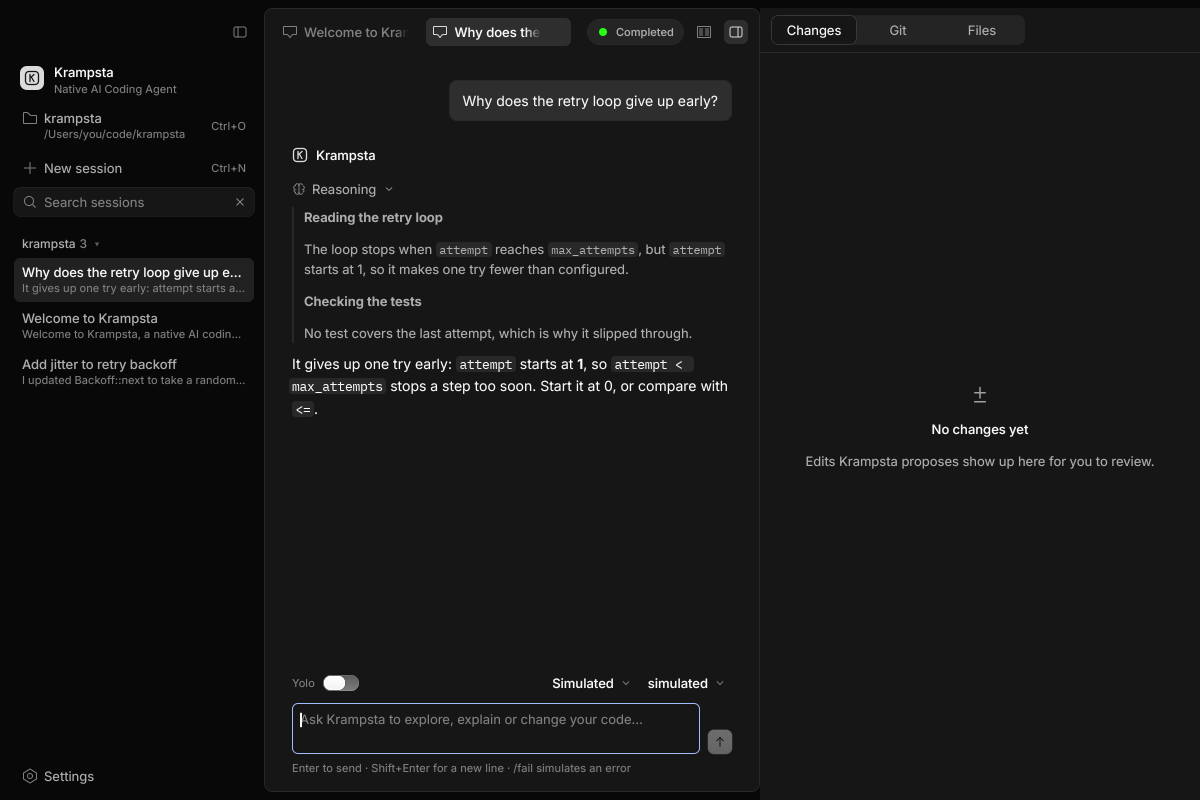 Krampsta
Native AI Coding Agent
krampsta
/Users/you/code/krampsta
Ctrl+O
New session
Ctrl+N
Search sessions
krampsta 3
Why does the retry loop give up e...
It gives up one try early: attempt starts a...
Welcome to Krampsta
Welcome to Krampsta, a native AI codin...
Add jitter to retry backoff
I updated Backoff::next to take a random...
Settings
Welcome to Kra
Why does the
Completed
Why does the retry loop give up early?
Krampsta
Reasoning
Reading the retry loop
The loop stops when attempt reaches max_attempts, but attempt
starts at 1, so it makes one try fewer than configured.
Checking the tests
No test covers the last attempt, which is why it slipped through.
It gives up one try early: attempt starts at 1, so attempt <
max_attempts stops a step too soon. Start it at 0, or compare with
<=.
Yolo
Simulated
simulated
Ask Krampsta to explore, explain or change your code...
Enter to send · Shift+Enter for a new line · /fail simulates an error
Changes
Git
Files
No changes yet
Edits Krampsta proposes show up here for you to review.